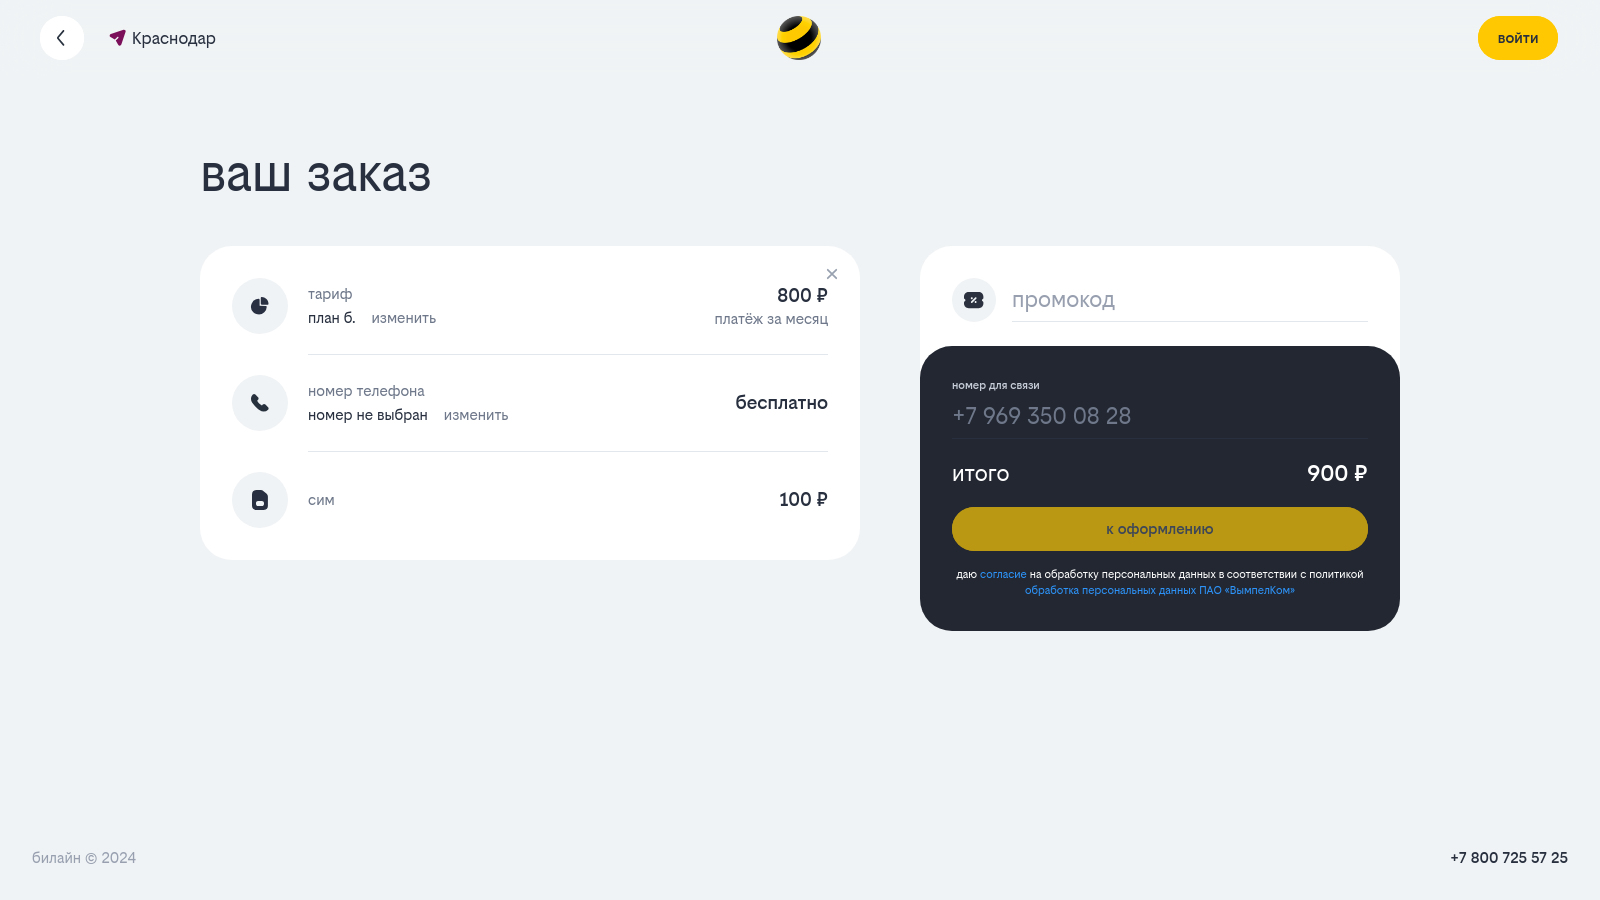 Краснодар
войти
ваш заказ
тариф
план б. изменить
800 ₽
платёж за месяц
номер телефона
номер не выбран изменить
бесплатно
сим
100 ₽
промокод
номер для связи
+7 969 350 08 28
итого 900 ₽
к оформлению
даю согласие на обработку персональных данных в соответствии с политикой
обработка персональных данных ПАО «ВымпелКом»
билайн © 2024
+7 800 725 57 25